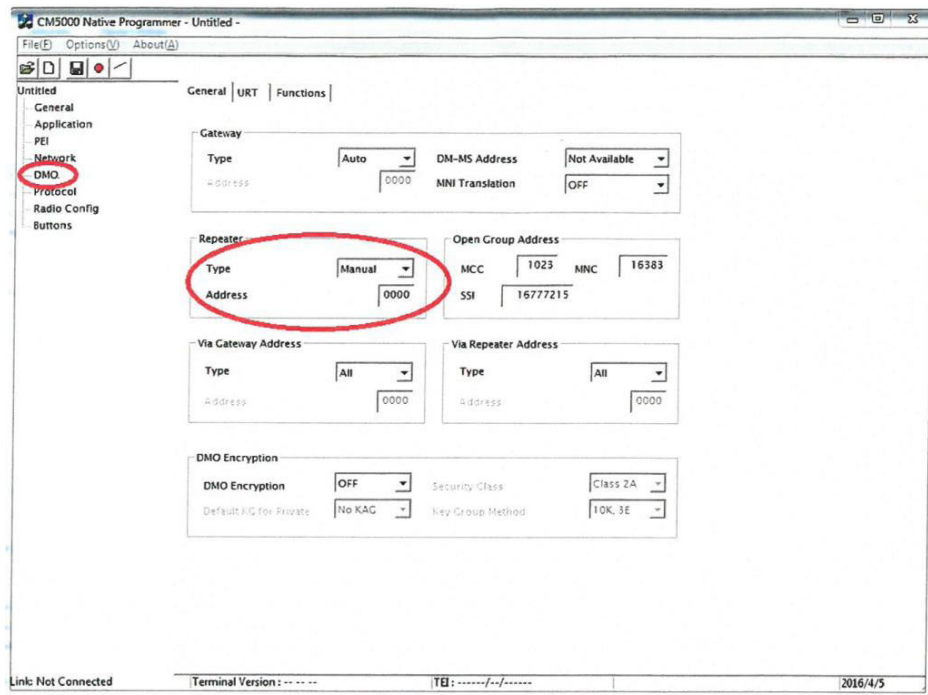 CM5000 Native Programmer - Untitled -
File(F) Options(V) About(A)
Untitled
General
Application
PEI
Network
DMO
Protocol
Radio Config
Buttons
General URT Functions
Gateway
Type Auto DM-MS Address Not Available
Address 0000 MNI Translation OFF
Repeater
Type Manual
Address 0000
Open Group Address
MCC 1023 MNC 16383
SSI 16777215
Via Gateway Address
Type All
Address 0000
Via Repeater Address
Type All
Address 0000
DMO Encryption
DMO Encryption OFF Security Class Class 2A
Default KG for Private No KAG Key Group Method 10K, 3E
Link: Not Connected Terminal Version : -- -- -- TEI : ------/--/------ 2016/4/5